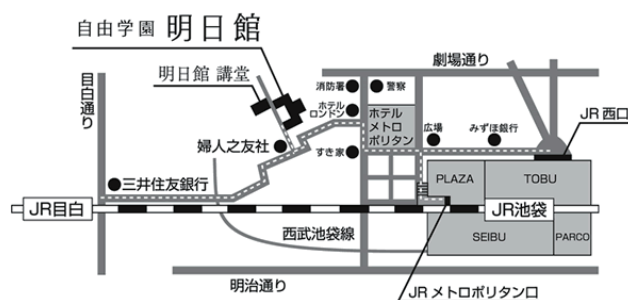 自由学園 明日館
明日館 講堂
目白通り
劇場通り
消防署
警察
ホテル
ロンドン
ホテル
メトロ
ポリタン
広場
みずほ銀行
JR 西口
婦人之友社
すき家
三井住友銀行
PLAZA
TOBU
JR目白
JR池袋
西武池袋線
SEIBU
PARCO
明治通り
JRメトロポリタン口